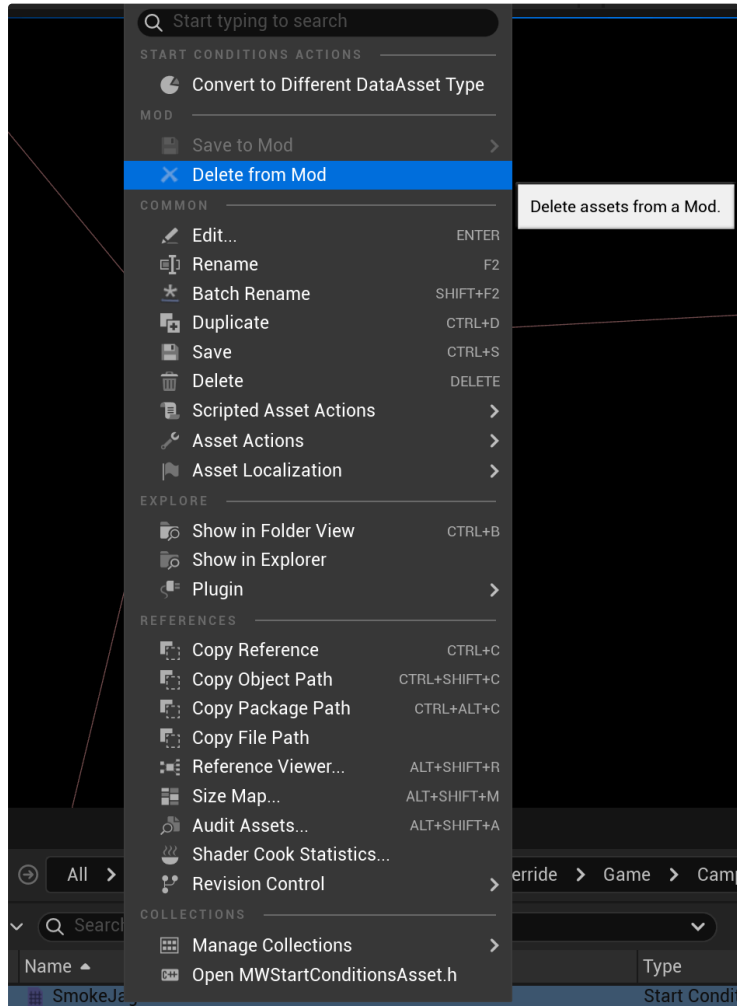 Start typing to search
START CONDITIONS ACTIONS
Convert to Different DataAsset Type
MOD
Save to Mod
Delete from Mod
Delete assets from a Mod.
COMMON
Edit... ENTER
Rename F2
Batch Rename SHIFT+F2
Duplicate CTRL+D
Save CTRL+S
Delete DELETE
Scripted Asset Actions
Asset Actions
Asset Localization
EXPLORE
Show in Folder View CTRL+B
Show in Explorer
Plugin
REFERENCES
Copy Reference CTRL+C
Copy Object Path CTRL+SHIFT+C
Copy Package Path CTRL+ALT+C
Copy File Path
Reference Viewer... ALT+SHIFT+R
Size Map... ALT+SHIFT+M
Audit Assets... ALT+SHIFT+A
Shader Cook Statistics...
All erride Game Camp
Revision Control
COLLECTIONS
Searc
Manage Collections
Name Type
Open MWStartConditionsAsset.h
C++
SmokeJa Start Condit